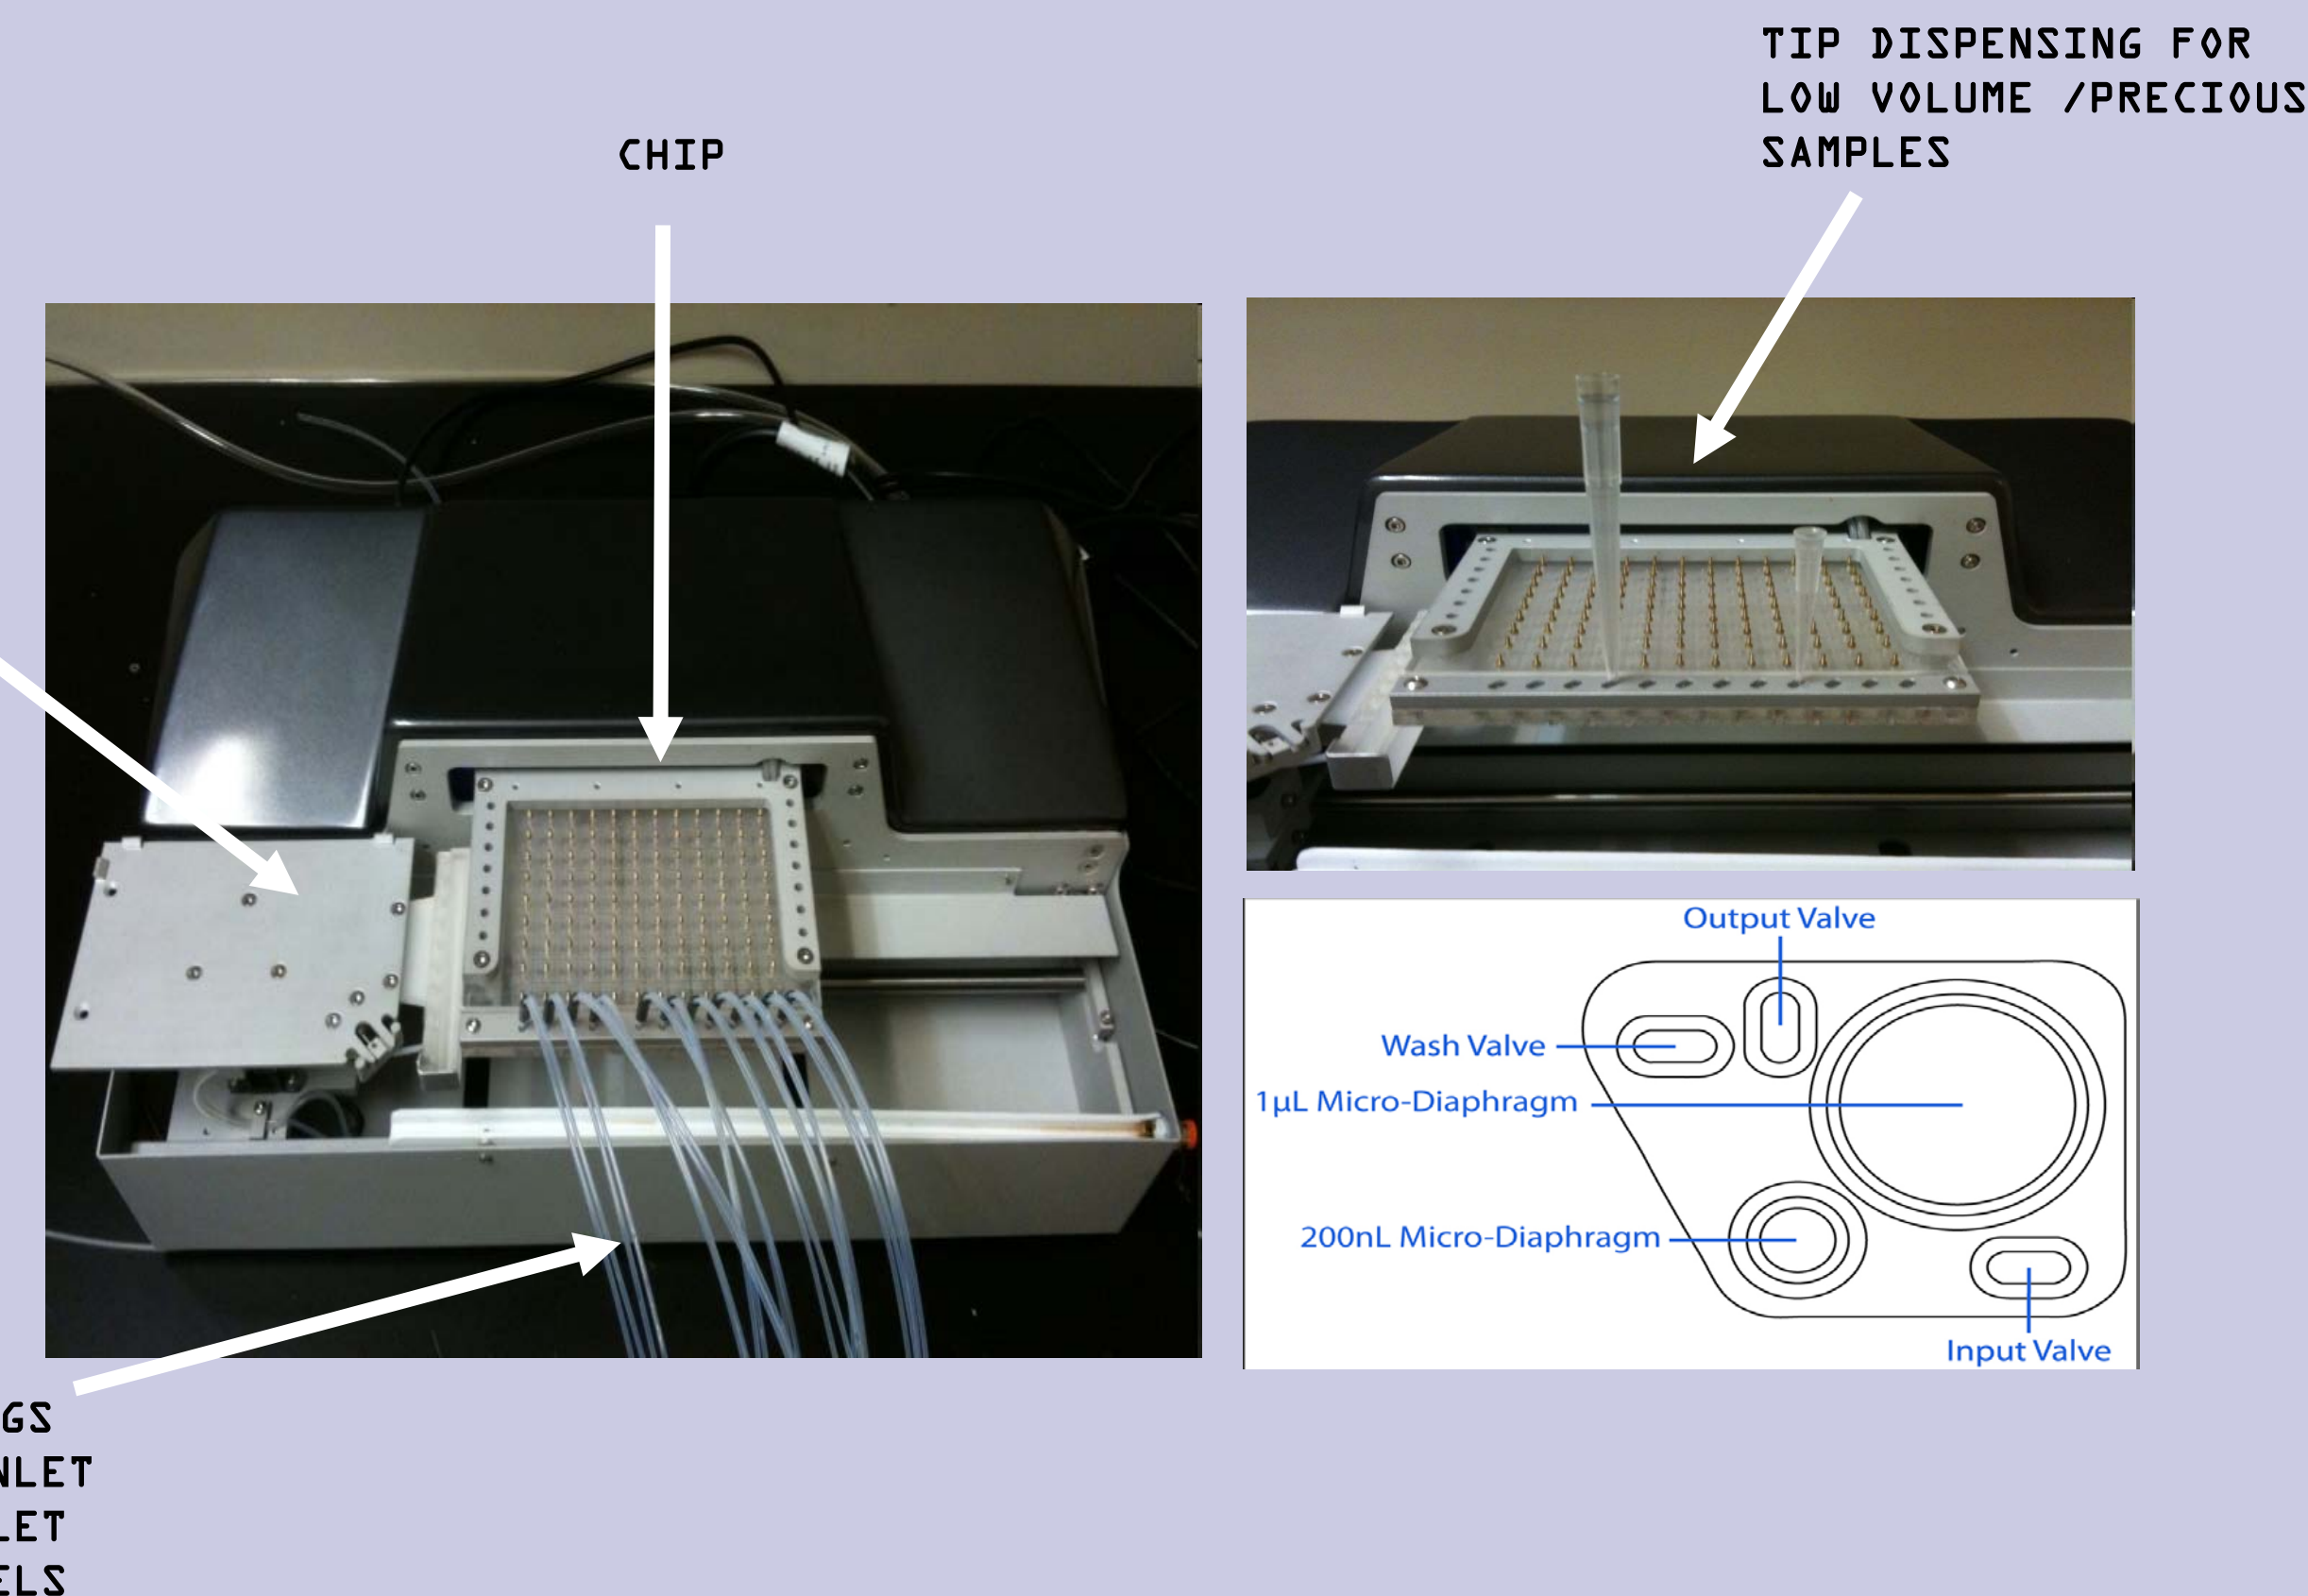 TIP DISPENSING FOR
LOW VOLUME /PRECIOUS
SAMPLES
CHIP
Output Valve
Wash Valve
1µL Micro-Diaphragm
200nL Micro-Diaphragm
Input Valve
GS
NLET
LET
ELS